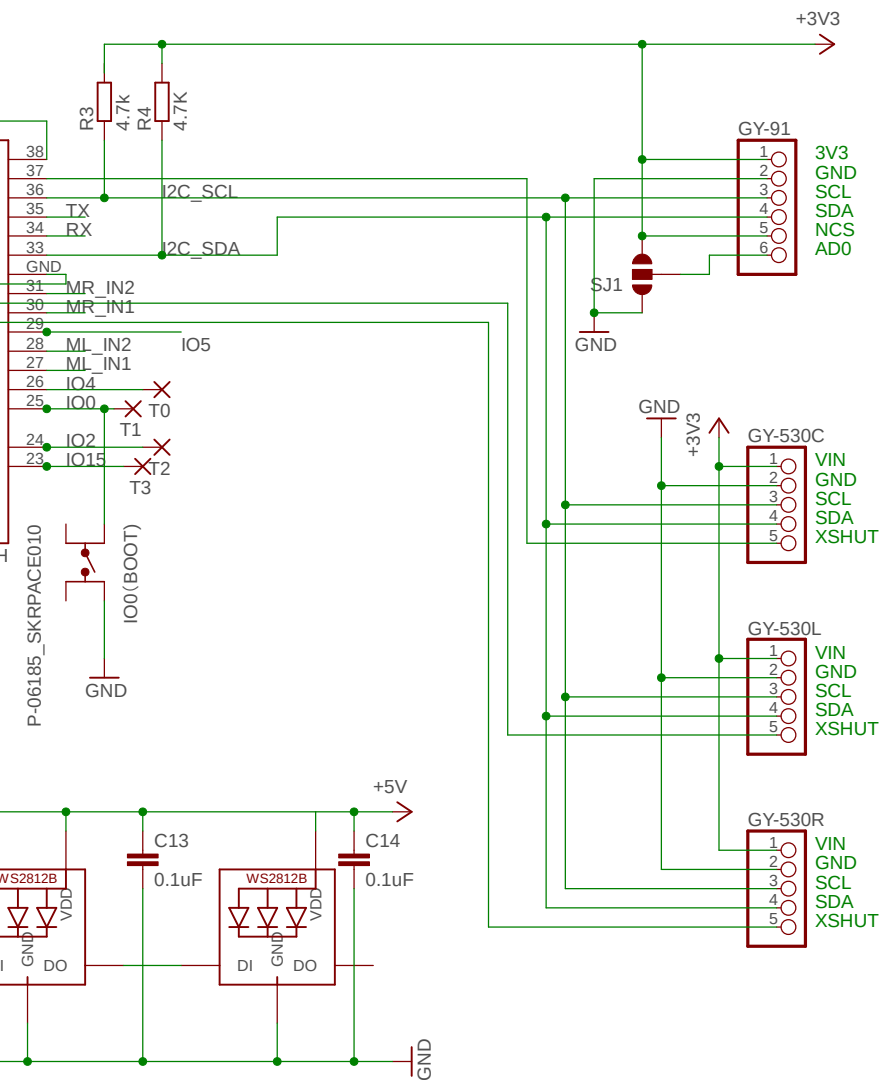 +3V3
R3
4.7k
R4
4.7K
GY-91
1 3V3
2 GND
3 SCL
4 SDA
5 NCS
6 AD0
38
37
36 I2C_SCL
35 TX
34 RX
33 I2C_SDA
GND
31 MR_IN2
30 MR_IN1
29 IO5
28 ML_IN2
27 ML_IN1
26 IO4 T0
25 IO0 T1
24 IO2 T2
23 IO15 T3
SJ1
GND
GND
+3V3
GY-530C
1 VIN
2 GND
3 SCL
4 SDA
5 XSHUT
P-06185_SKRPACE010
IO0(BOOT)
GND
GY-530L
1 VIN
2 GND
3 SCL
4 SDA
5 XSHUT
+5V
C13
0.1uF
C14
0.1uF
WS2812B
VDD
GND
DO
WS2812B
VDD
GND
DI
DO
GND
GY-530R
1 VIN
2 GND
3 SCL
4 SDA
5 XSHUT